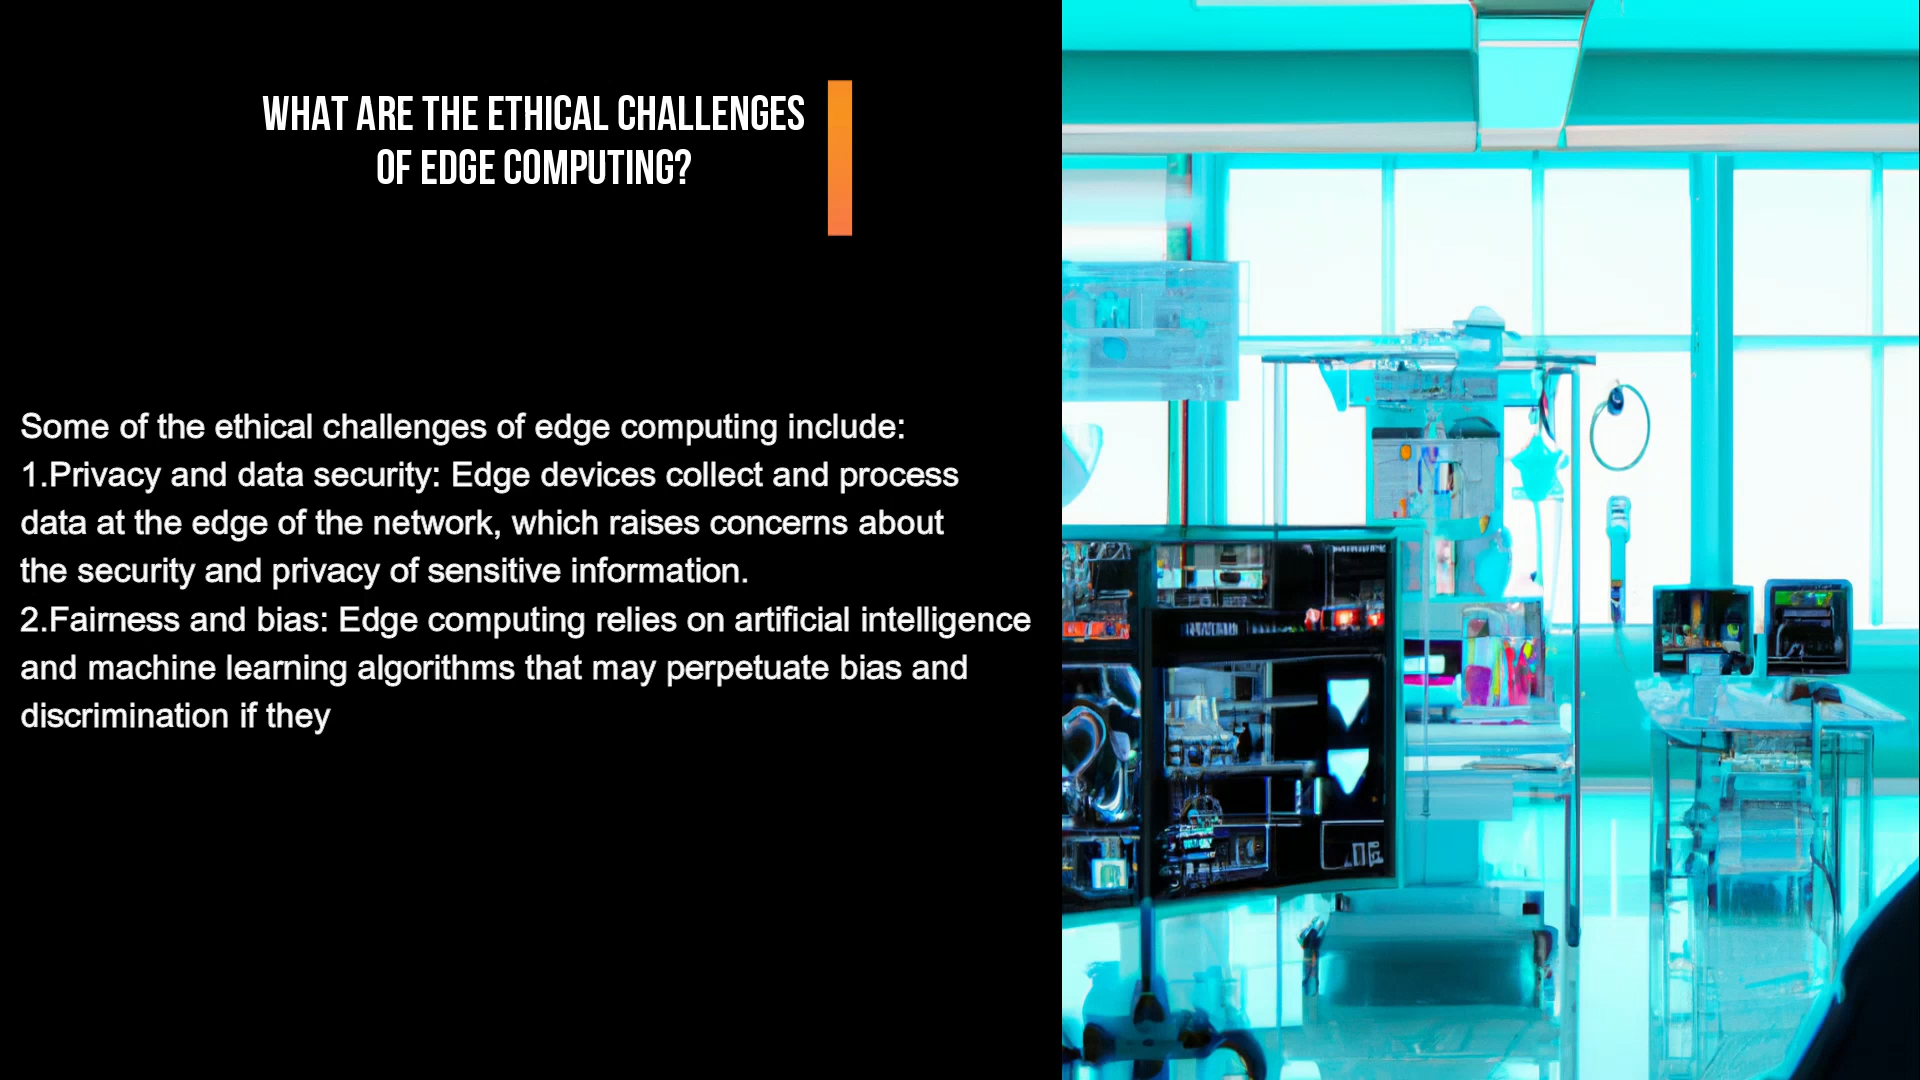 WHAT ARE THE ETHICAL CHALLENGES
OF EDGE COMPUTING?
Some of the ethical challenges of edge computing include:
1.Privacy and data security: Edge devices collect and process
data at the edge of the network, which raises concerns about
the security and privacy of sensitive information.
2.Fairness and bias: Edge computing relies on artificial intelligence
and machine learning algorithms that may perpetuate bias and
discrimination if they